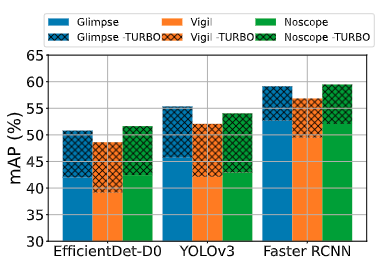 Glimpse Vigil Noscope
Glimpse -TURBO Vigil -TURBO Noscope -TURBO
65
60
55
50
45
40
35
30
mAP (%)
EfficientDet-D0 YOLOv3 Faster RCNN